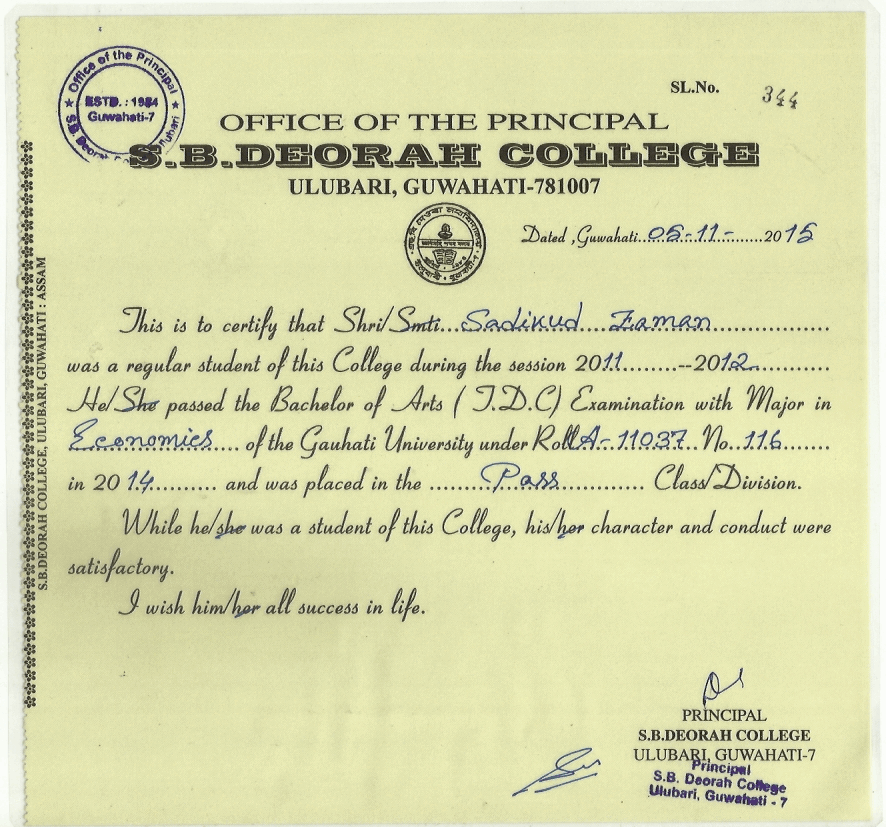 Office of the Principal
ESTD. : 1984
Guwahati-7
S.B. Deorah
SL.No. 344
OFFICE OF THE PRINCIPAL
S.B.DEORAH COLLEGE
ULUBARI, GUWAHATI-781007
Dated ,Guwahati..05-11-..........2015
This is to certify that Shri/Smti...Sadikud....Zaman...............
was a regular student of this College during the session 2011.........--2012............
He/She passed the Bachelor of Arts ( T.D.C) Examination with Major in
Economics.... of the Gauhati University under Roll.A-11037 No..116........
in 2014.......... and was placed in the .......Pass............... Class/Division.
While he/she was a student of this College, his/her character and conduct were
satisfactory.
I wish him/her all success in life.
S.B.DEORAH COLLEGE, ULUBARI, GUWAHATI : ASSAM
PRINCIPAL
S.B.DEORAH COLLEGE
ULUBARI, GUWAHATI-7
Principal
S.B. Deorah College
Ulubari, Guwahati - 7